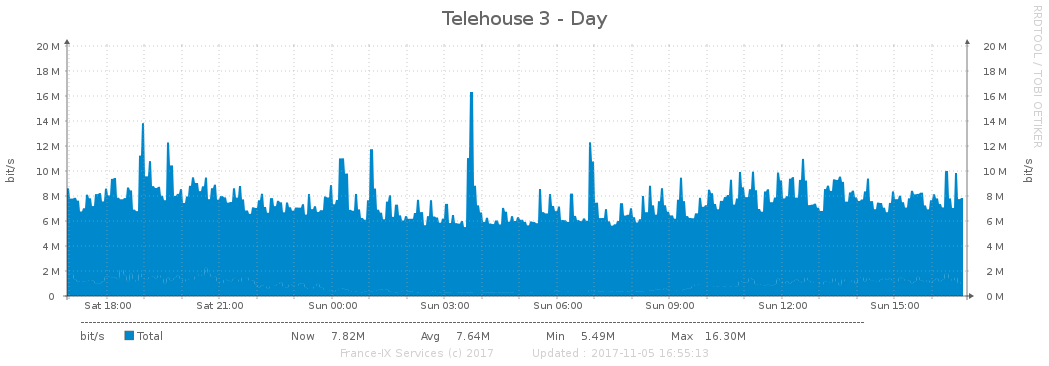 Telehouse 3 - Day
RRDTOOL / TOBI OETIKER
bit/s
bit/s
20 M 20 M
18 M 18 M
16 M 16 M
14 M 14 M
12 M 12 M
10 M 10 M
8 M 8 M
6 M 6 M
4 M 4 M
2 M 2 M
0 0 M
Sat 18:00 Sat 21:00 Sun 00:00 Sun 03:00 Sun 06:00 Sun 09:00 Sun 12:00 Sun 15:00
bit/s Total Now 7.82M Avg 7.64M Min 5.49M Max 16.30M
France-IX Services (c) 2017 Updated : 2017-11-05 16:55:13